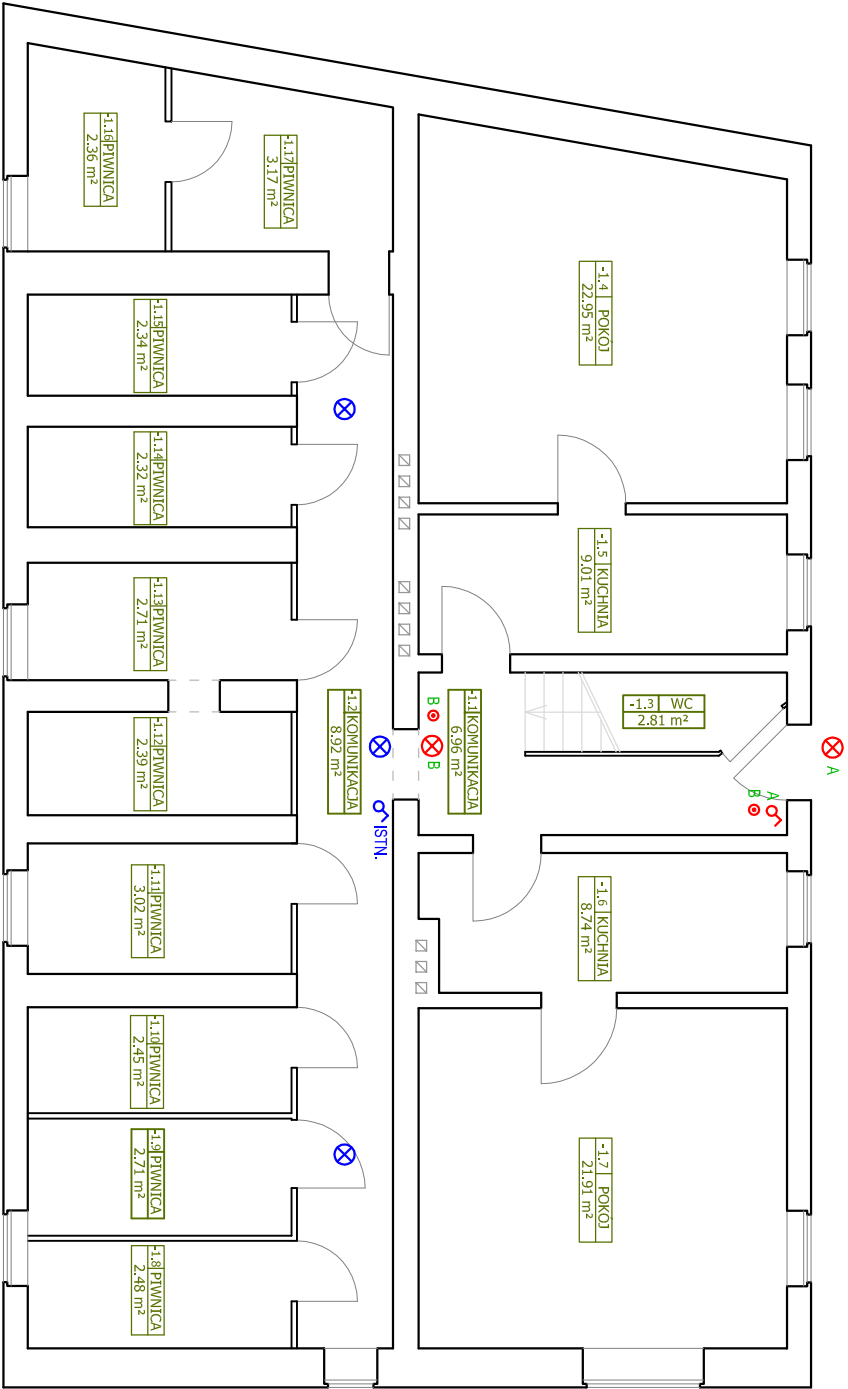 -1.16 PIWNICA
2.36 m²
-1.17 PIWNICA
3.17 m²
-1.4 POKÓJ
22.95 m²
-1.15 PIWNICA
2.34 m²
-1.14 PIWNICA
2.32 m²
-1.5 KUCHNIA
9.01 m²
-1.13 PIWNICA
2.71 m²
-1.12 PIWNICA
2.39 m²
-1.2 KOMUNIKACJA
8.92 m²
B
B
-1.1 KOMUNIKACJA
6.96 m²
-1.3 WC
2.81 m²
A
A
B
ISTN.
-1.11 PIWNICA
3.02 m²
-1.6 KUCHNIA
8.74 m²
-1.10 PIWNICA
2.45 m²
-1.9 PIWNICA
2.71 m²
-1.7 POKÓJ
21.91 m²
-1.8 PIWNICA
2.48 m²